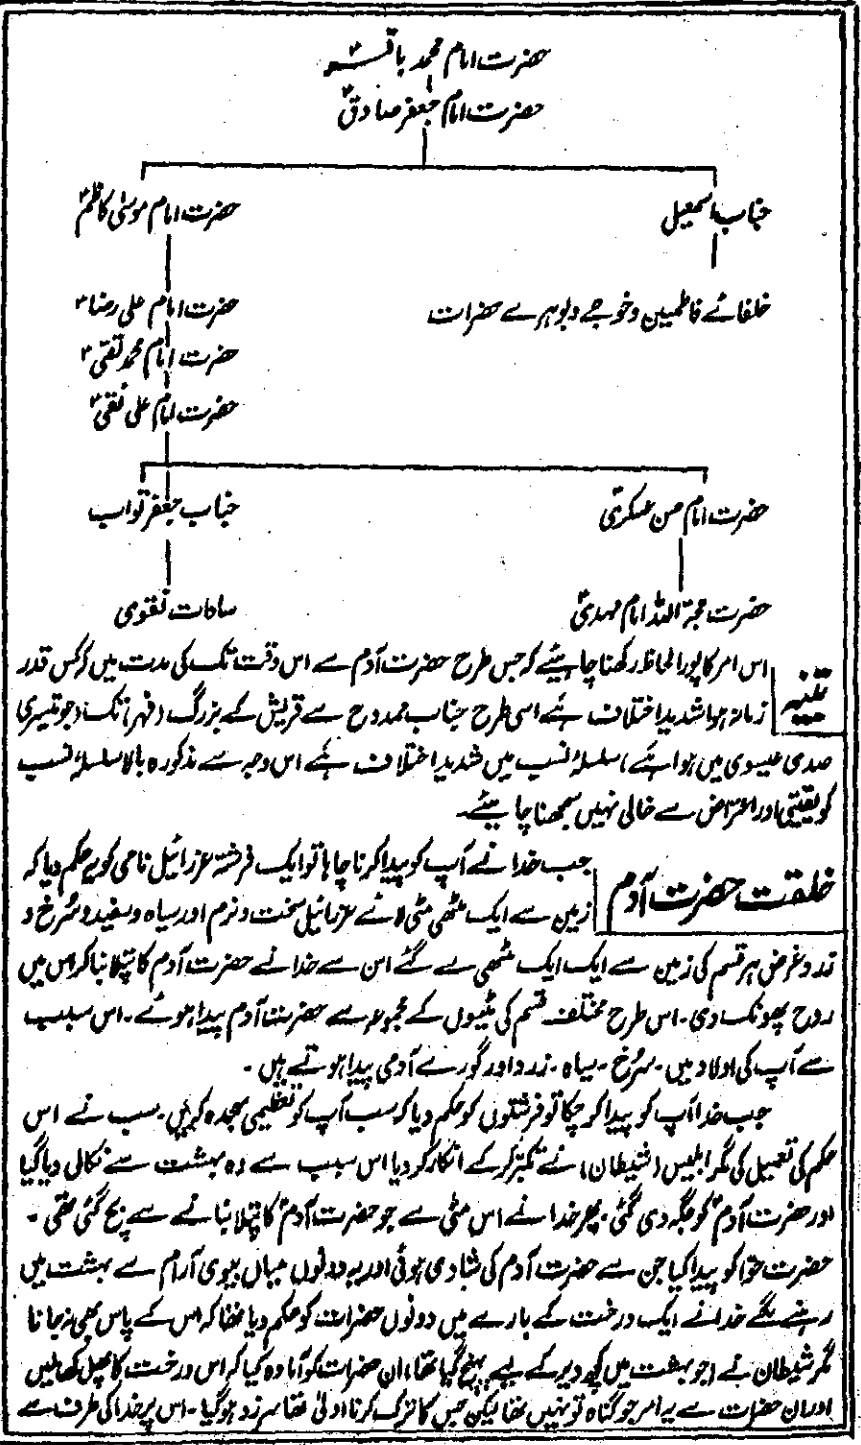 حضرت امام محمد باقرؑ
حضرت امام جعفر صادقؑ
جناب اسمعیل
حضرت امام موسیٰ کاظمؑ
خلفائے فاطمیین و خوجے و بوہرے حضرات
حضرت امام علی رضاؑ
حضرت امام محمد تقیؑ
حضرت امام علی نقیؑ
حضرت امام حسن عسکریؑ
جناب جعفر تواب
حضرت حجۃ اللہ امام مہدیؑ
سادات نقوی
تنبیہ
اس امر کا پورا لحاظ رکھنا چاہیئے کہ جس طرح حضرت آدم سے اس وقت تک کی مدت میں کہ کس قدر
زمانہ ہوا شدید اختلاف ہے اسی طرح جناب ممدوح سے قریش کے بزرگ (فہر) تک (جو تیسری
صدی عیسوی میں ہوا ہے) سلسلۂ نسب میں شدید اختلاف ہے اس وجہ سے مذکورہ بالا سلسلۂ نسب
کو یقینی اور اعتراض سے خالی نہیں سمجھنا چاہیئے۔
خلقت حضرت آدم
جب خدا نے آپ کو پیدا کرنا چاہا تو ایک فرشتہ عزرائیل نامی کو یہ حکم دیا کہ
زمین سے ایک مٹھی مٹی لائے عزرائیل سخت و نرم اور سیاہ و سفید و سُرخ و
زرد غرض ہر قسم کی زمین سے ایک ایک مٹھی لے گئے ان سے خدا نے حضرت آدم کا پتلا بنا کر اس میں
روح پھونک دی۔ اس طرح مختلف قسم کی مٹیوں کے مجموعہ سے حضرت آدم پیدا ہوئے۔ اس سبب
سے آپ کی اولاد میں۔ سُرخ۔ سیاہ۔ زرد اور گورے آدمی پیدا ہوتے ہیں۔
جب خدا آپ کو پیدا کر چکا تو فرشتوں کو حکم دیا کہ سب آپ کو تعظیمی سجدہ کریں۔ سب نے اس
حکم کی تعمیل کی مگر ابلیس (شیطان) نے تکبر کر کے انکار کر دیا اس سبب سے وہ بہشت سے نکالا گیا
اور حضرت آدمؑ کو جگہ دی گئی۔ پھر خدا نے اس مٹی سے جو حضرت آدمؑ کا پتلا بنانے سے بچ گئی تھی۔
حضرت حوا کو پیدا کیا جن سے حضرت آدم کی شادی ہوئی اور یہ دونوں میاں بیوی آرام سے بہشت میں
رہنے لگے خدا نے ایک درخت کے بارے میں دونوں حضرات کو حکم دیا تھا کہ اس کے پاس بھی نہ جانا
مگر شیطان نے (جو بہشت میں کچھ دیر کے لیے پہنچ گیا تھا) ان حضرات کو آمادہ کیا کہ اس درخت کا پھل کھا لیں
اور ان حضرات سے یہ امر جو گناہ تو نہیں تھا لیکن جس کا ترک کرنا اولیٰ تھا سرزد ہو گیا۔ اس پر خدا کی طرف سے